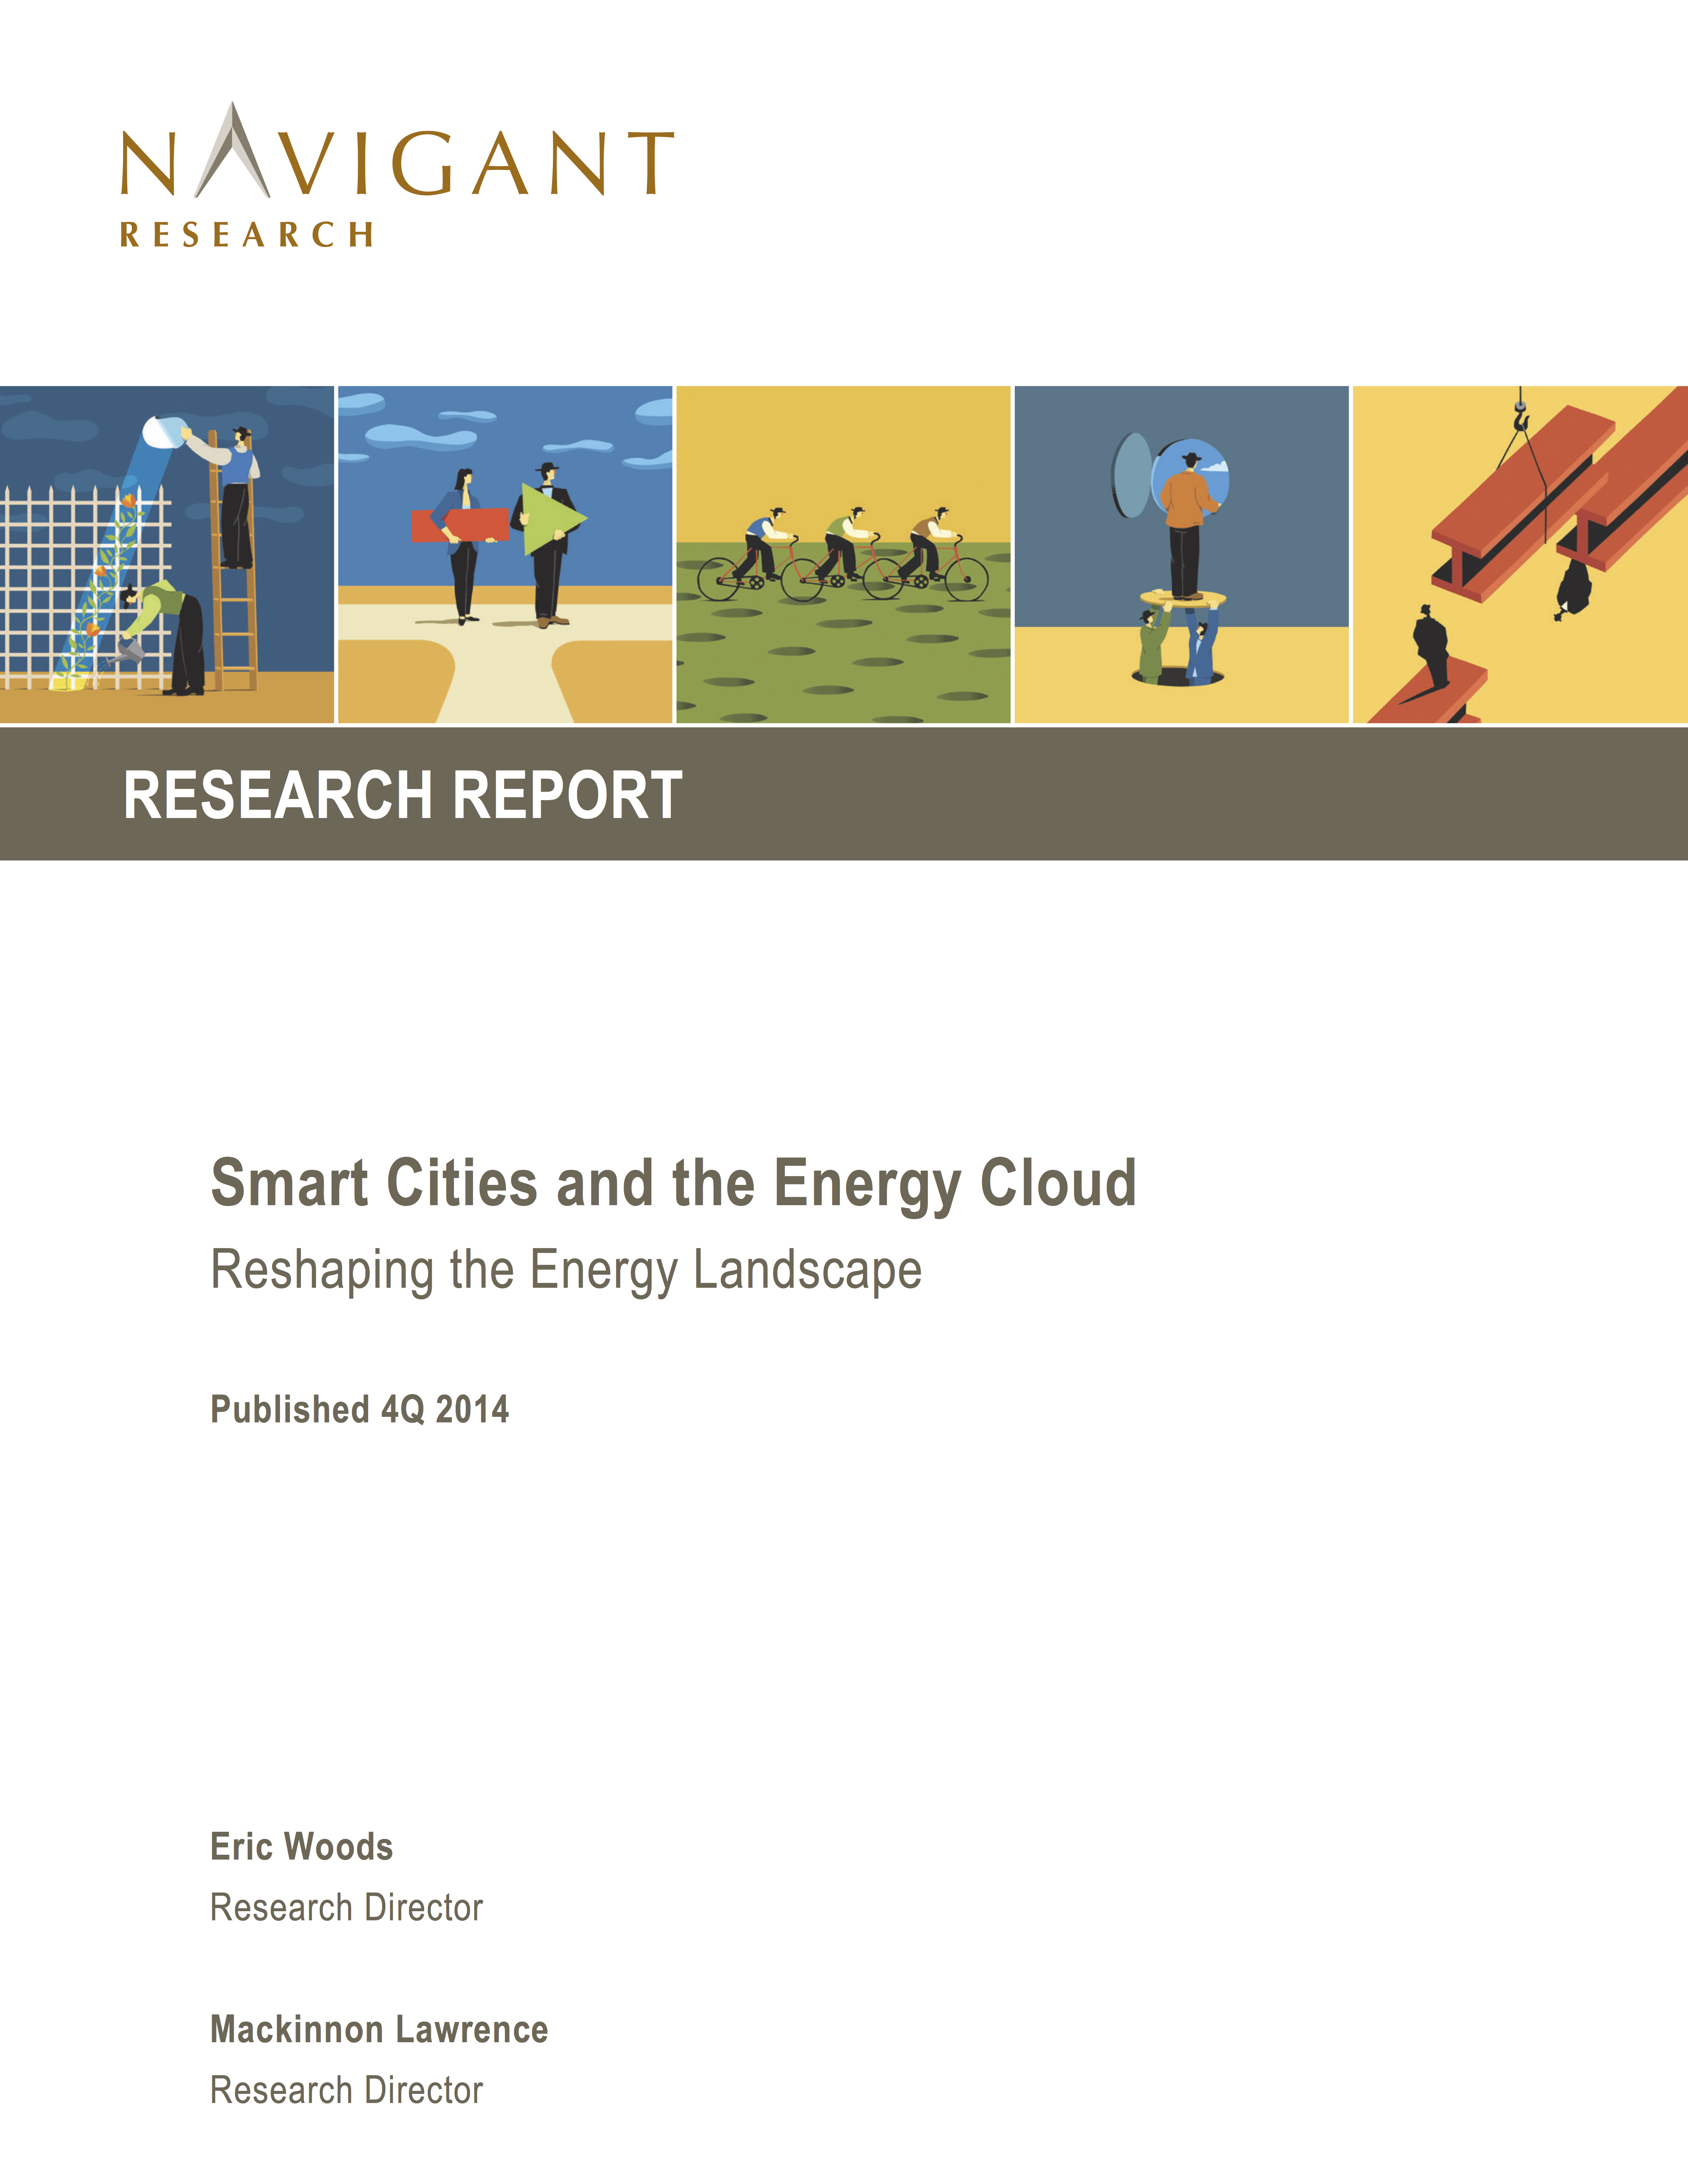 NAVIGANT
RESEARCH
RESEARCH REPORT
Smart Cities and the Energy Cloud
Reshaping the Energy Landscape
Published 4Q 2014
Eric Woods
Research Director
Mackinnon Lawrence
Research Director